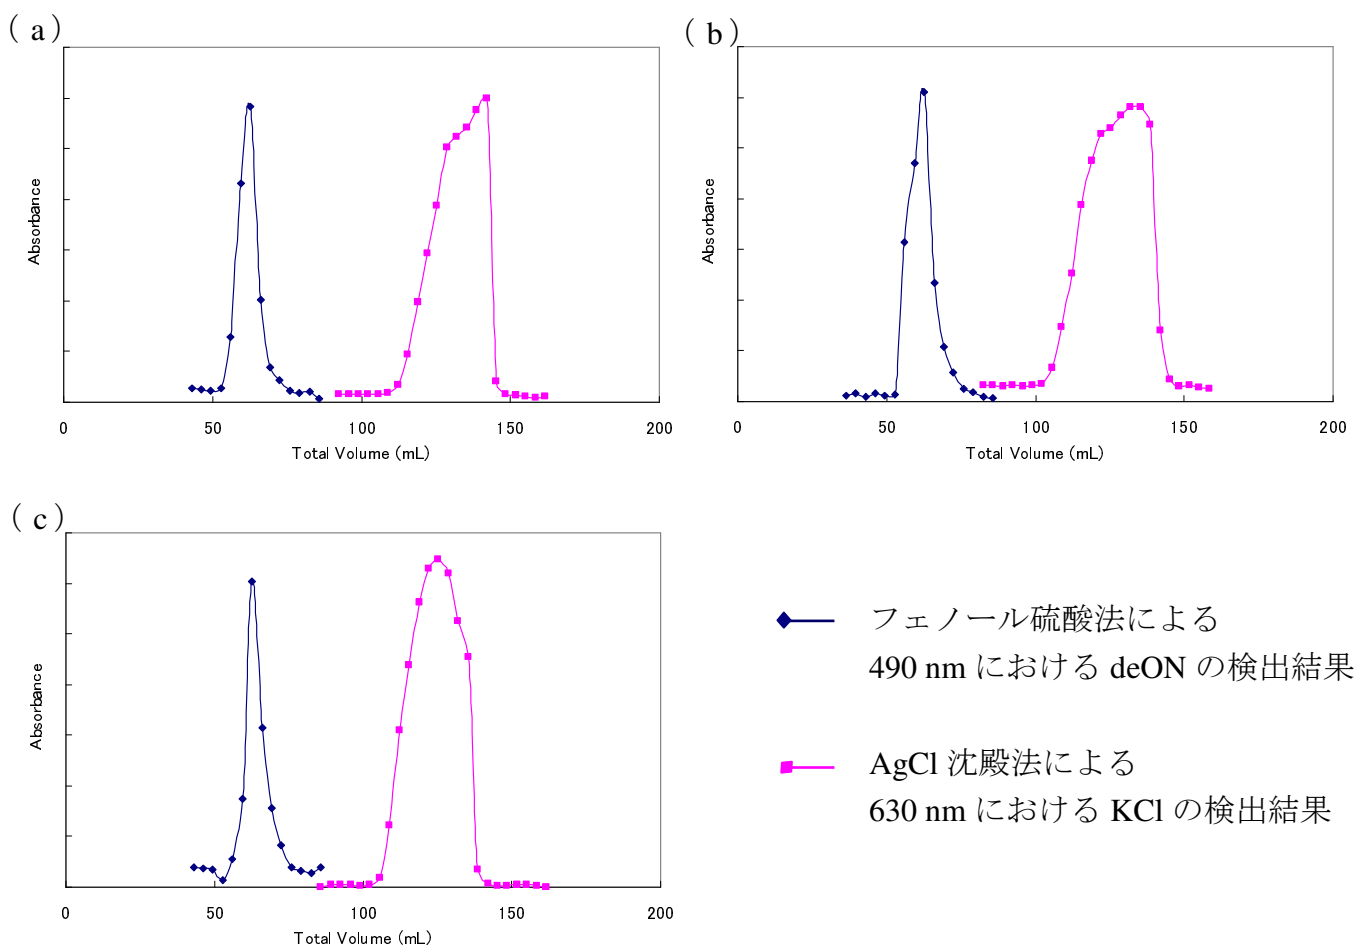 (a)
Absorbance
0 50 100 150 200
Total Volume (mL)
(b)
Absorbance
0 50 100 150 200
Total Volume (mL)
(c)
Absorbance
0 50 100 150 200
Total Volume (mL)
フェノール硫酸法による
490 nm における deON の検出結果
AgCl 沈殿法による
630 nm における KCl の検出結果